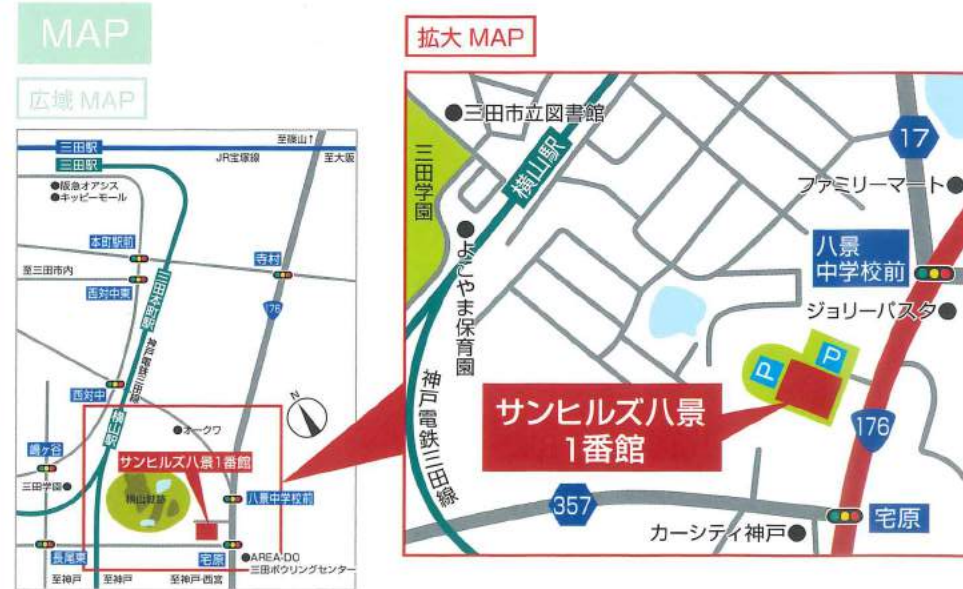 MAP
広域 MAP
三田駅
三田駅
至篠山↑
JR宝塚線
至大阪
●阪急オアシス
●キッピーモール
本町駅前
寺村
至三田市内
西対中東
三田本町駅
神戸電鉄三田線
176
西対中
横山駅
●オークワ
嶋ヶ谷
サンヒルズ八景1番館
三田学園●
横山城跡
八景中学校前
N
長尾東
宅原
●AREA-DO
三田ボウリングセンター
至神戸
至神戸
至神戸・西宮
拡大 MAP
●三田市立図書館
三田学園
横山駅
17
ファミリーマート●
●よこやま保育園
八景
中学校前
ジョリーパスタ●
P
P
神戸電鉄三田線
サンヒルズ八景
1番館
176
357
宅原
カーシティ神戸●